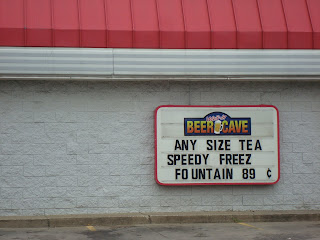 BEER CAVE
ANY SIZE TEA
SPEEDY FREEZ
FOUNTAIN 89 ¢